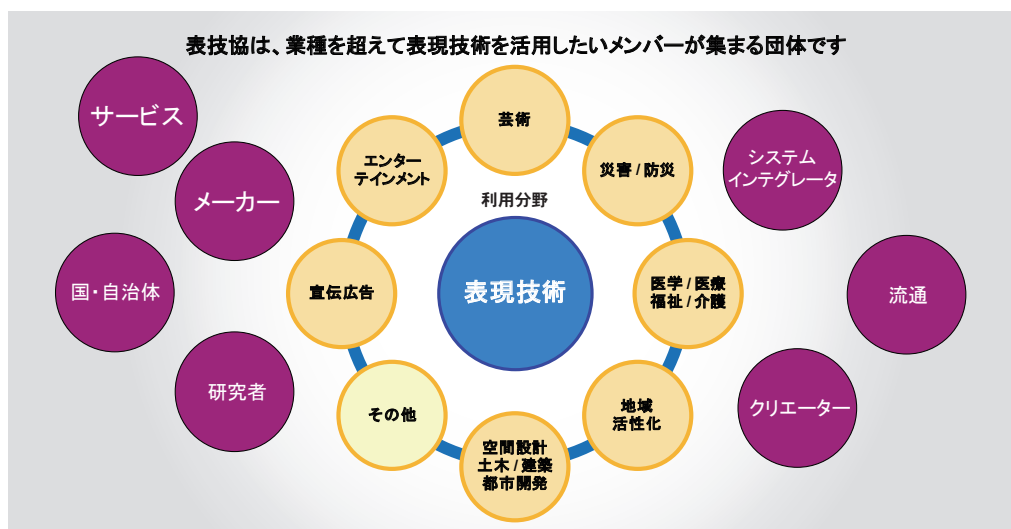 表技協は、業種を超えて表現技術を活用したいメンバーが集まる団体です
サービス
メーカー
国・自治体
研究者
芸術
エンター
テインメント
災害 / 防災
利用分野
表現技術
宣伝広告
医学 / 医療
福祉 / 介護
その他
地域
活性化
空間設計
土木 / 建築
都市開発
システム
インテグレータ
流通
クリエーター